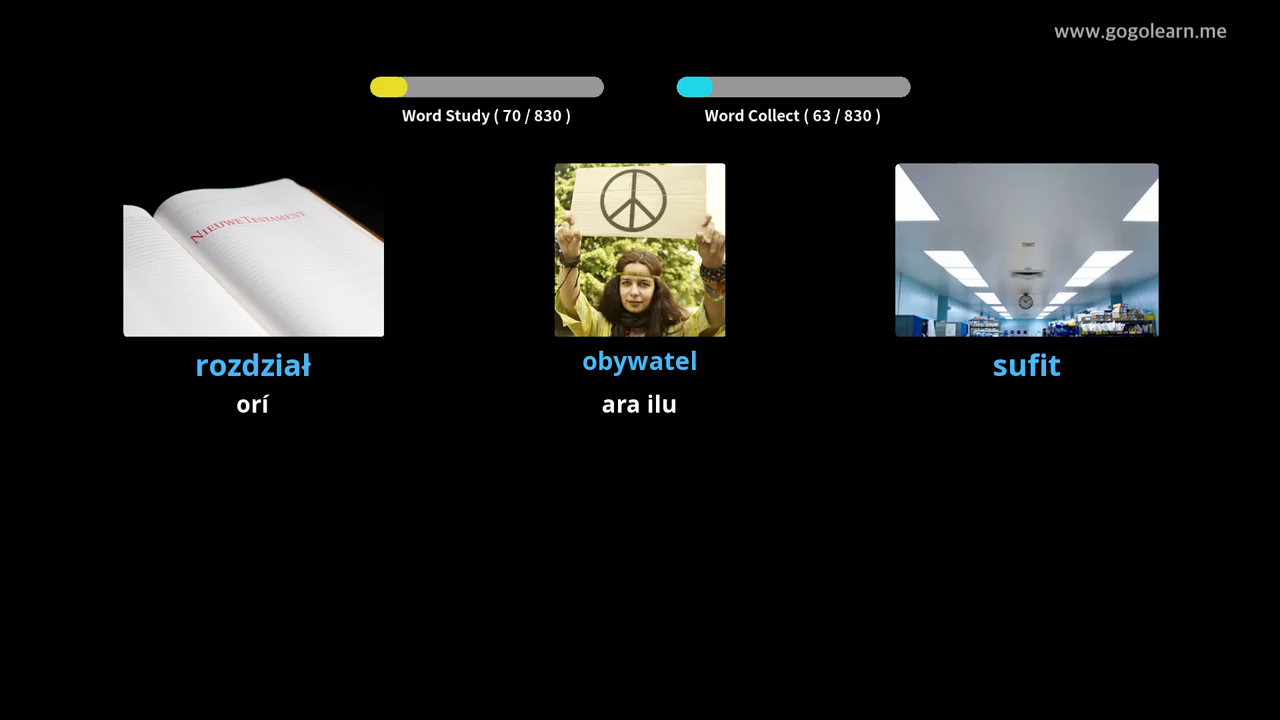 www.gogolearn.me
Word Study ( 70 / 830 )
Word Collect ( 63 / 830 )
NIEUWE TESTAMENT
rozdział
obywatel
sufit
orí
ara ilu